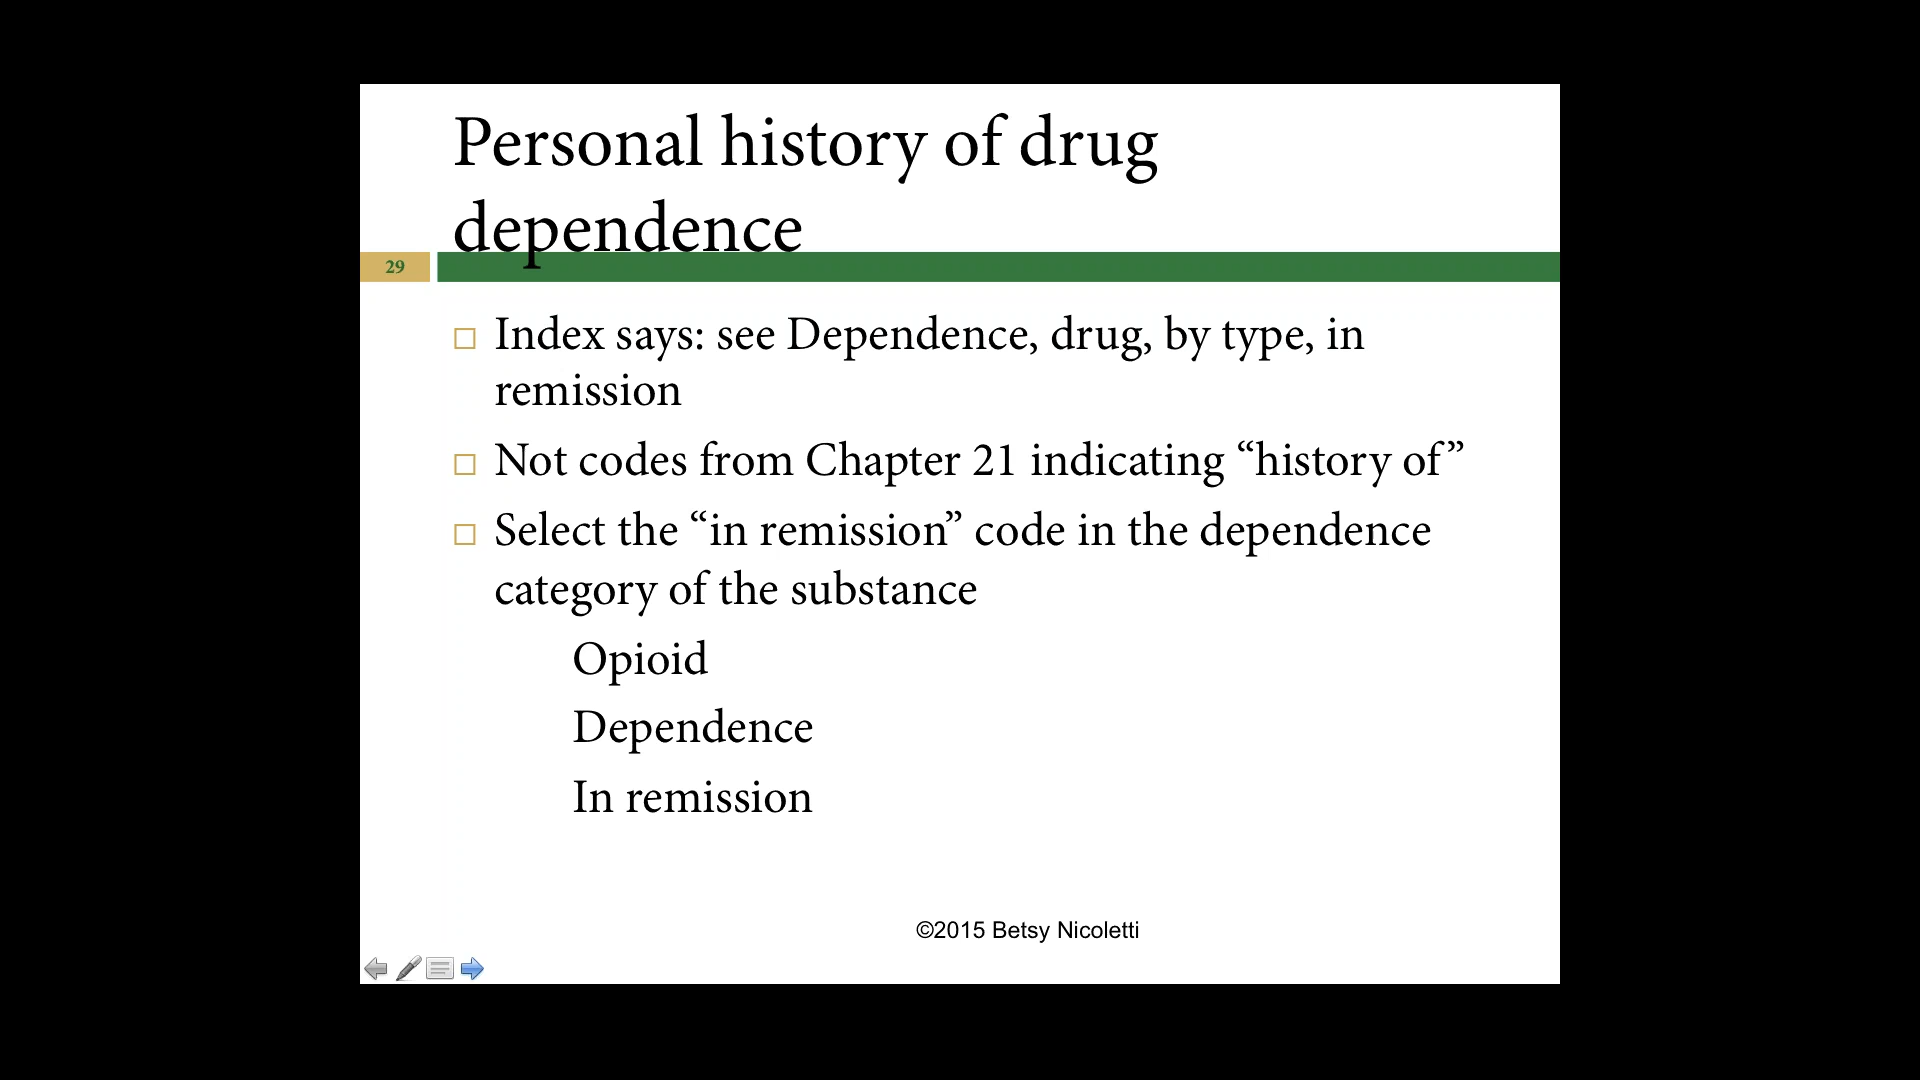 Personal history of drug
dependence
29
Index says: see Dependence, drug, by type, in
remission
Not codes from Chapter 21 indicating “history of”
Select the “in remission” code in the dependence
category of the substance
Opioid
Dependence
In remission
©2015 Betsy Nicoletti